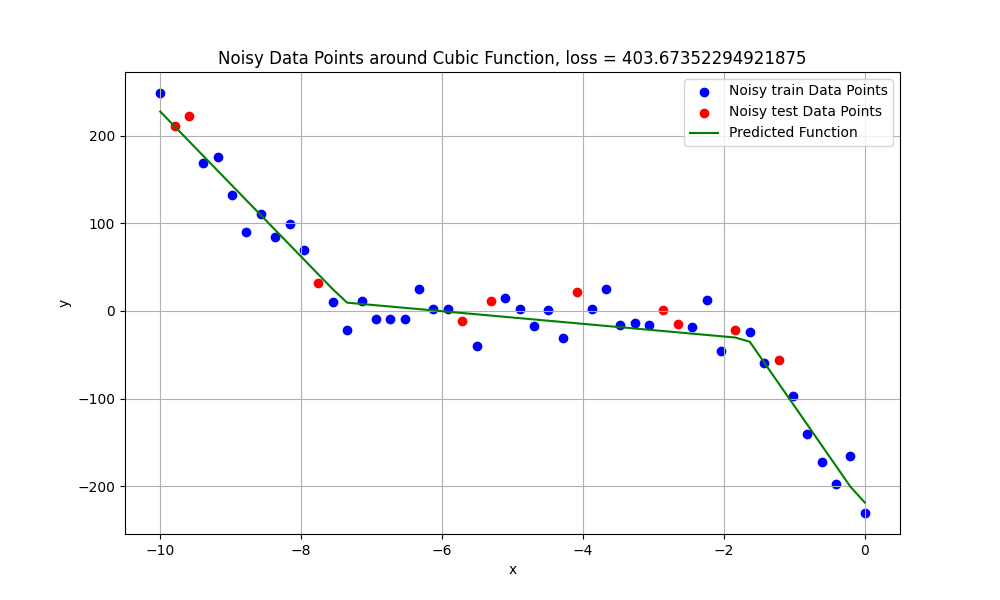 Noisy Data Points around Cubic Function, loss = 403.67352294921875
Noisy train Data Points
Noisy test Data Points
Predicted Function
200
100
0
−100
−200
y
−10
−8
−6
−4
−2
0
x